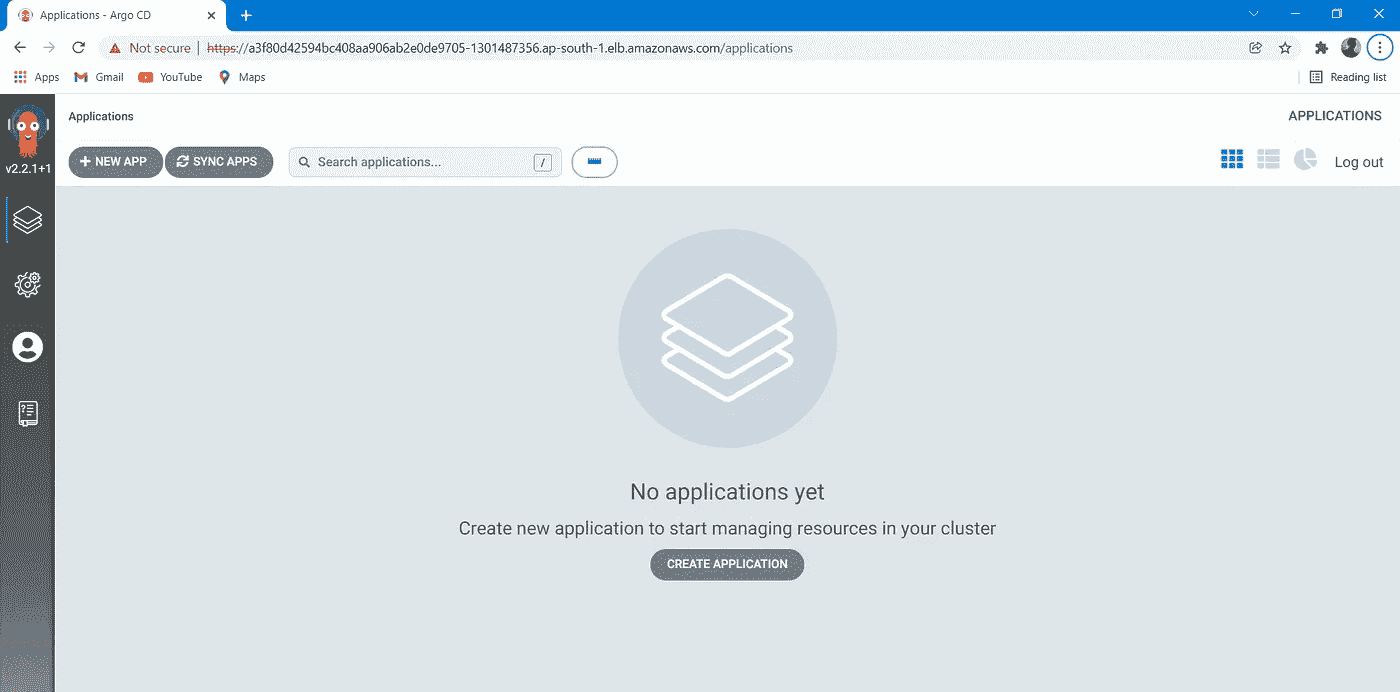 Applications - Argo CD
Not secure | https://a3f80d42594bc408aa906ab2e0de9705-1301487356.ap-south-1.elb.amazonaws.com/applications
Apps Gmail YouTube Maps Reading list
Applications APPLICATIONS
v2.2.1+1
NEW APP SYNC APPS Search applications... / Log out
No applications yet
Create new application to start managing resources in your cluster
CREATE APPLICATION